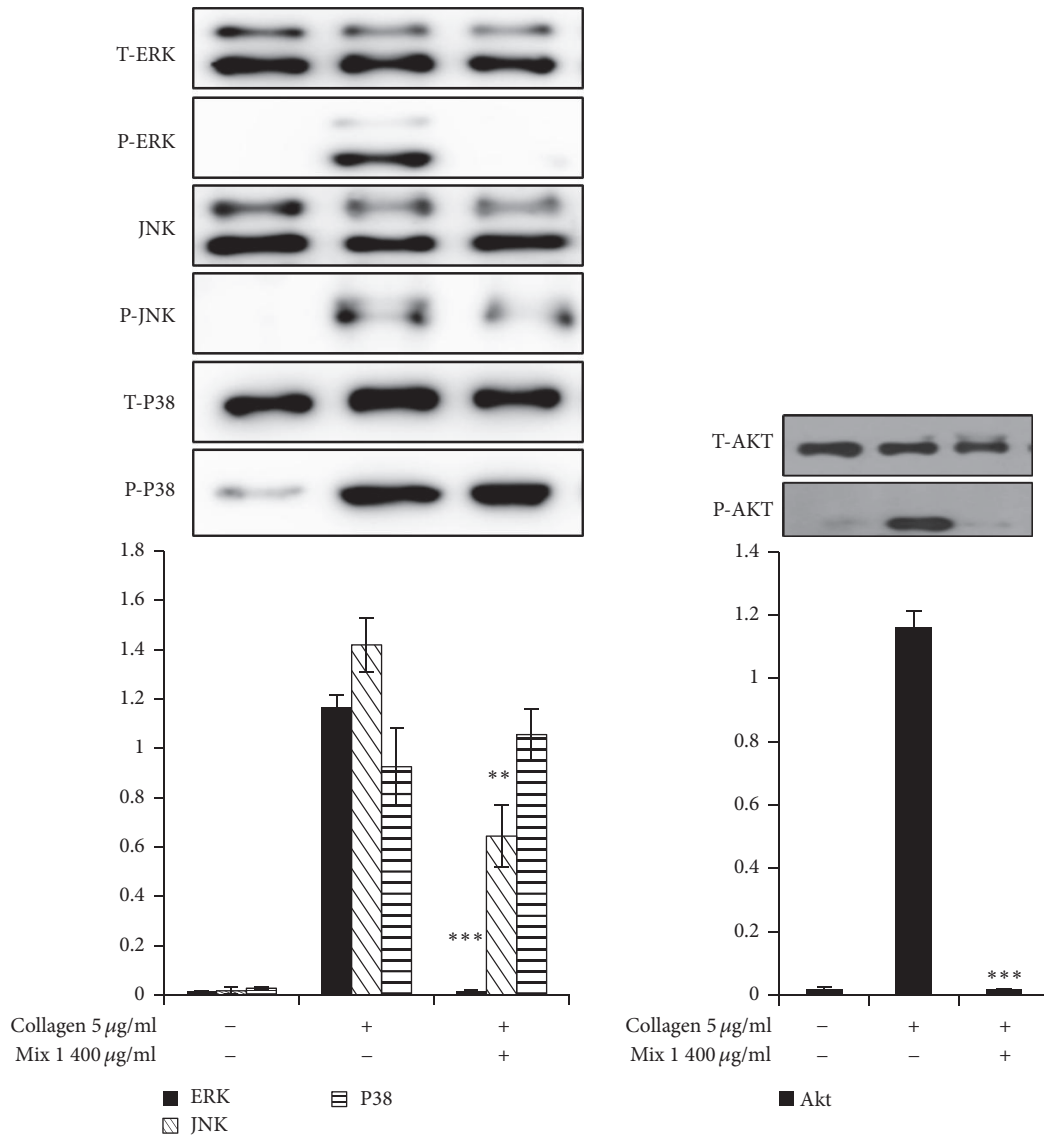 T-ERK
P-ERK
JNK
P-JNK
T-P38
P-P38
1.8
1.6
1.4
1.2
1
0.8
0.6
0.4
0.2
0
**
***
Collagen 5 μg/ml – + +
Mix 1 400 μg/ml – – +
ERK P38
JNK
T-AKT
P-AKT
1.4
1.2
1
0.8
0.6
0.4
0.2
0
***
Collagen 5 μg/ml – + +
Mix 1 400 μg/ml – – +
Akt